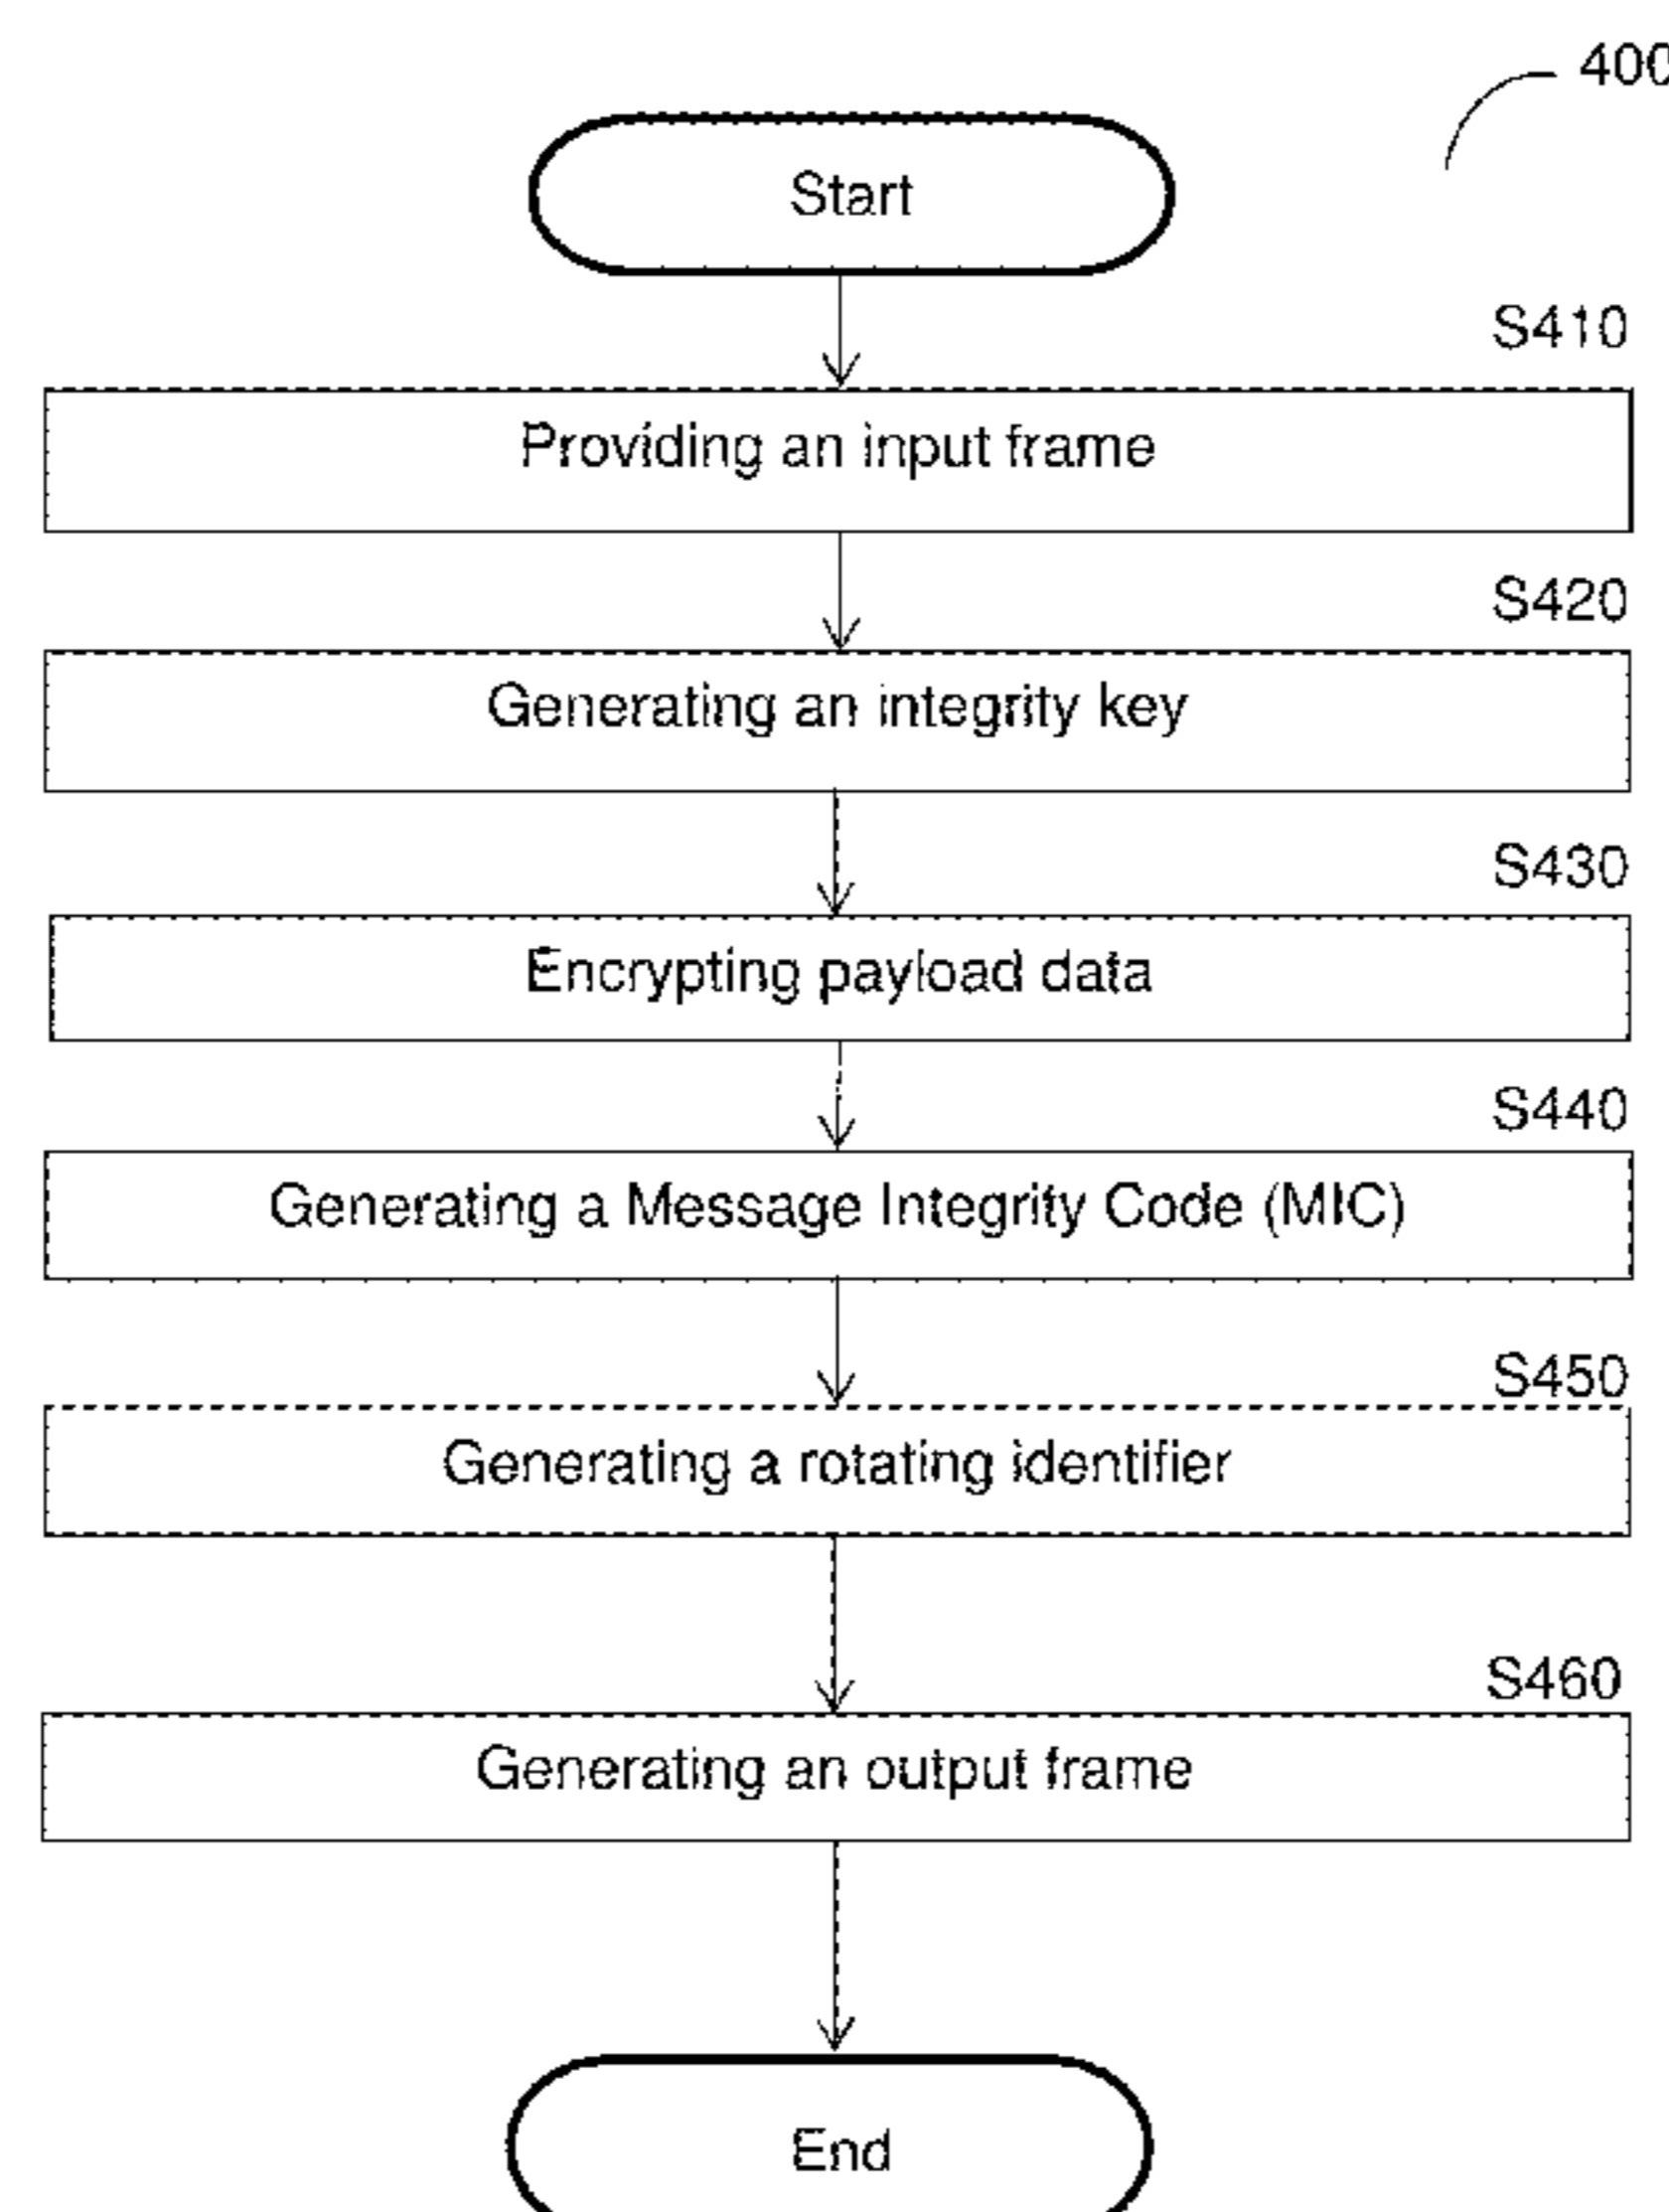 400
Start
S410
Providing an input frame
S420
Generating an integrity key
S430
Encrypting payload data
S440
Generating a Message Integrity Code (MIC)
S450
Generating a rotating identifier
S460
Generating an output frame
End